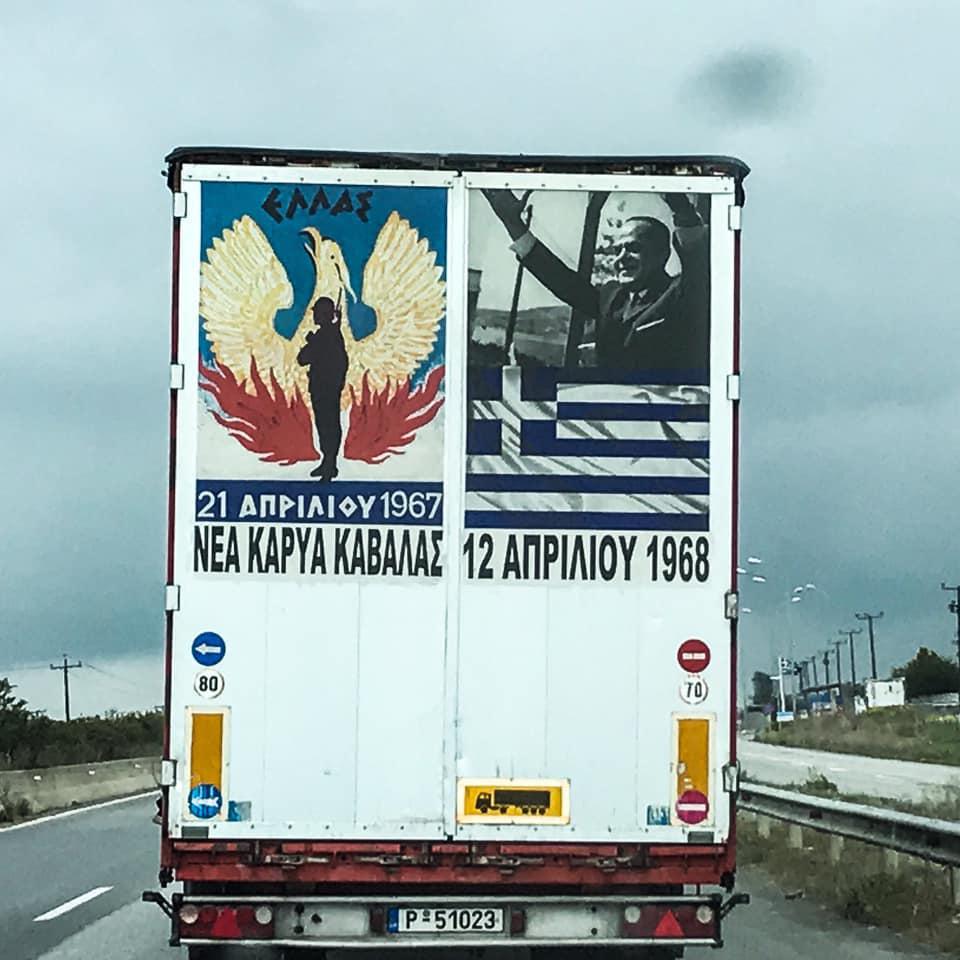 ΕΛΛΑΣ
21 ΑΠΡΙΛΙΟΥ 1967
ΝΕΑ ΚΑΡΥΑ ΚΑΒΑΛΑΣ
12 ΑΠΡΙΛΙΟΥ 1968
80
70
P 51023